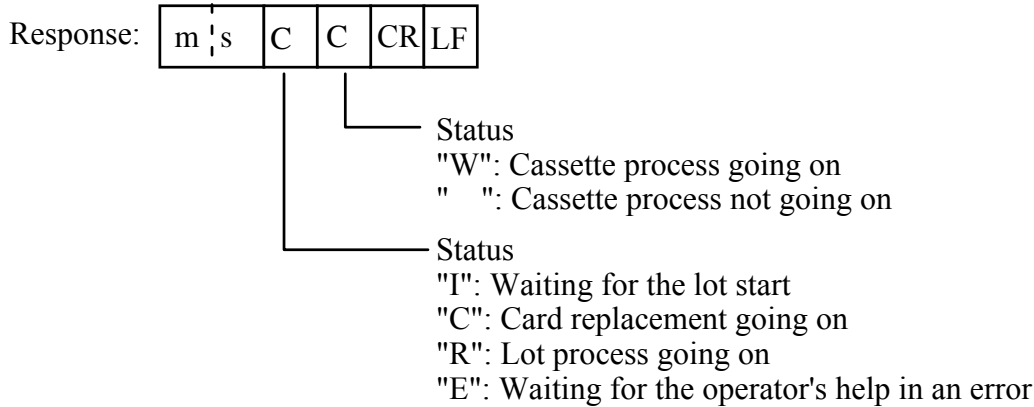 Response: m s C C CR LF
Status
"W": Cassette process going on
" ": Cassette process not going on
Status
"I": Waiting for the lot start
"C": Card replacement going on
"R": Lot process going on
"E": Waiting for the operator's help in an error